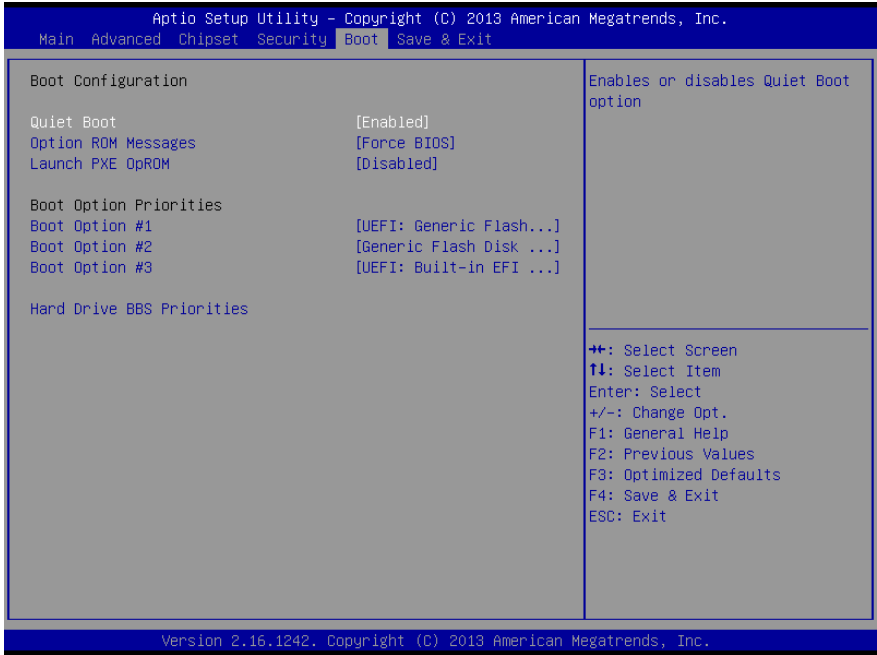 Aptio Setup Utility – Copyright (C) 2013 American Megatrends, Inc.
Main Advanced Chipset Security Boot Save & Exit
Boot Configuration
Quiet Boot [Enabled]
Option ROM Messages [Force BIOS]
Launch PXE OpROM [Disabled]
Boot Option Priorities
Boot Option #1 [UEFI: Generic Flash...]
Boot Option #2 [Generic Flash Disk ...]
Boot Option #3 [UEFI: Built-in EFI ...]
Hard Drive BBS Priorities
Enables or disables Quiet Boot
option
→←: Select Screen
↑↓: Select Item
Enter: Select
+/-: Change Opt.
F1: General Help
F2: Previous Values
F3: Optimized Defaults
F4: Save & Exit
ESC: Exit
Version 2.16.1242. Copyright (C) 2013 American Megatrends, Inc.